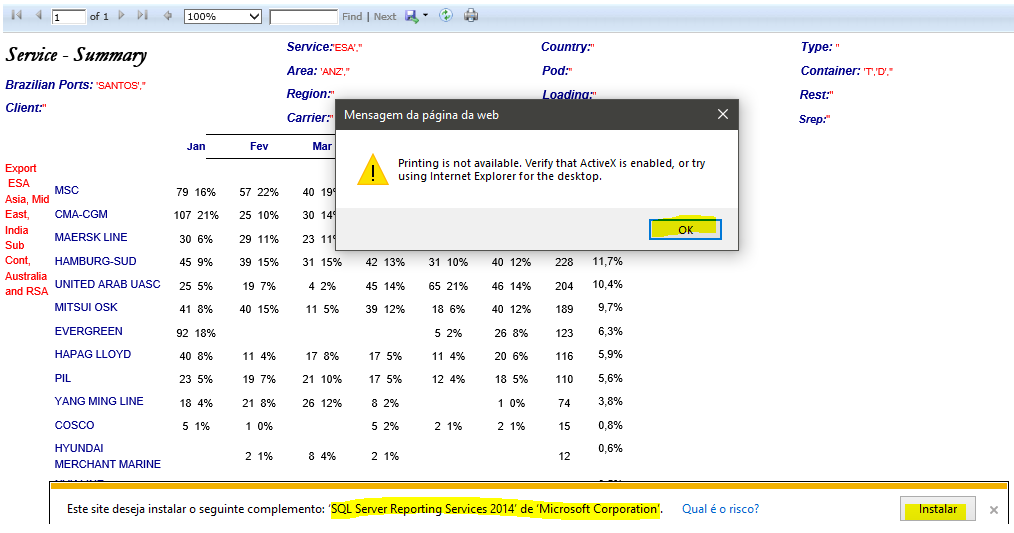 1 of 1 100% Find | Next
Service - Summary
Service:'ESA',''
Country:''
Type: ''
Brazilian Ports: 'SANTOS',''
Area: 'ANZ',''
Pod:''
Container: 'T','D',''
Client:''
Region:''
Loading:''
Rest:''
Carrier:''
Srep:''
Mensagem da página da web
Printing is not available. Verify that ActiveX is enabled, or try
using Internet Explorer for the desktop.
OK
Jan Fev Mar
Export
ESA
Asia, Mid
East,
India
Sub
Cont,
Australia
and RSA
MSC 79 16% 57 22% 40 19%
CMA-CGM 107 21% 25 10% 30 14%
MAERSK LINE 30 6% 29 11% 23 11%
HAMBURG-SUD 45 9% 39 15% 31 15% 42 13% 31 10% 40 12% 228 11,7%
UNITED ARAB UASC 25 5% 19 7% 4 2% 45 14% 65 21% 46 14% 204 10,4%
MITSUI OSK 41 8% 40 15% 11 5% 39 12% 18 6% 40 12% 189 9,7%
EVERGREEN 92 18% 5 2% 26 8% 123 6,3%
HAPAG LLOYD 40 8% 11 4% 17 8% 17 5% 11 4% 20 6% 116 5,9%
PIL 23 5% 19 7% 21 10% 17 5% 12 4% 18 5% 110 5,6%
YANG MING LINE 18 4% 21 8% 26 12% 8 2% 1 0% 74 3,8%
COSCO 5 1% 1 0% 5 2% 2 1% 2 1% 15 0,8%
HYUNDAI
MERCHANT MARINE 2 1% 8 4% 2 1% 12 0,6%
Este site deseja instalar o seguinte complemento: 'SQL Server Reporting Services 2014' de 'Microsoft Corporation'. Qual é o risco? Instalar